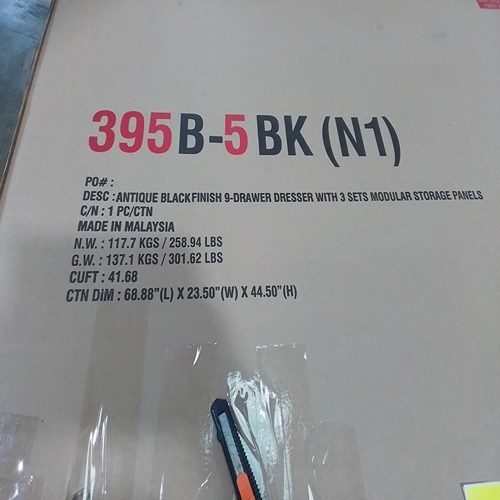 395B-5BK (N1)
PO# :
DESC : ANTIQUE BLACK FINISH 9-DRAWER DRESSER WITH 3 SETS MODULAR STORAGE PANELS
C/N : 1 PC/CTN
MADE IN MALAYSIA
N.W. : 117.7 KGS / 258.94 LBS
G.W. : 137.1 KGS / 301.62 LBS
CUFT : 41.68
CTN DiM : 68.88"(L) X 23.50"(W) X 44.50"(H)